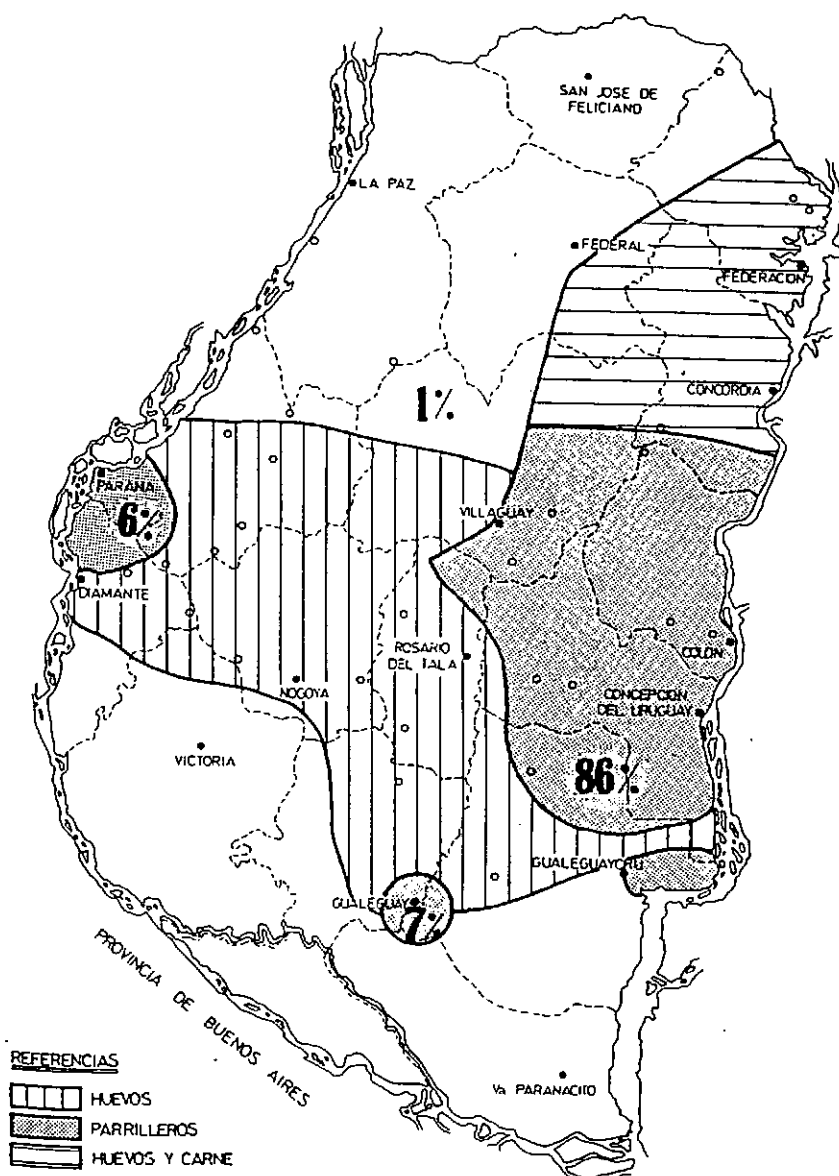 SAN JOSE DE
FELICIANO
LA PAZ
FEDERAL
FEDERACION
CONCORDIA
1%
PARANA
6%
VILLAGUAY
DIAMANTE
ROSARIO
DEL TALA
COLON
NOGOYA
CONCEPCION
DEL URUGUAY
VICTORIA
86%
GUALEGUAYCHU
GUALEGUAY
7%
PROVINCIA DE BUENOS AIRES
Va PARANACITO
REFERENCIAS
HUEVOS
PARRILLEROS
HUEVOS Y CARNE